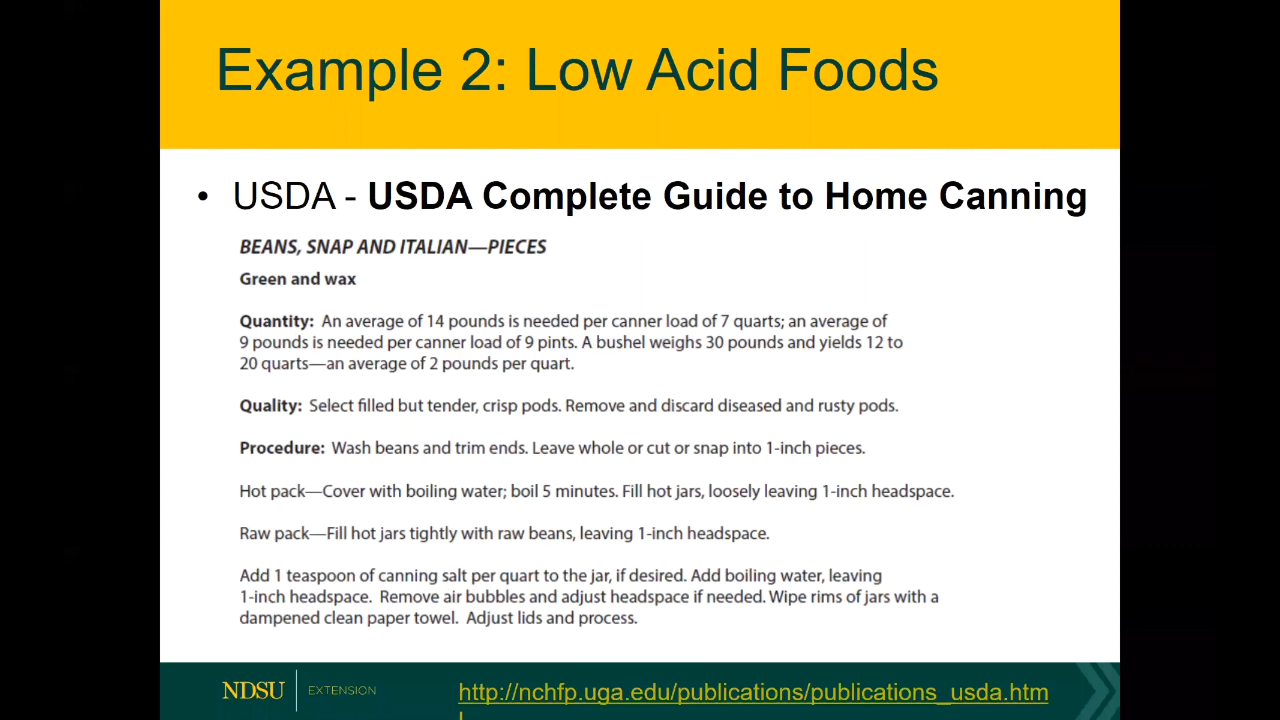 Example 2: Low Acid Foods
• USDA - USDA Complete Guide to Home Canning
BEANS, SNAP AND ITALIAN—PIECES
Green and wax
Quantity: An average of 14 pounds is needed per canner load of 7 quarts; an average of
9 pounds is needed per canner load of 9 pints. A bushel weighs 30 pounds and yields 12 to
20 quarts—an average of 2 pounds per quart.
Quality: Select filled but tender, crisp pods. Remove and discard diseased and rusty pods.
Procedure: Wash beans and trim ends. Leave whole or cut or snap into 1-inch pieces.
Hot pack—Cover with boiling water; boil 5 minutes. Fill hot jars, loosely leaving 1-inch headspace.
Raw pack—Fill hot jars tightly with raw beans, leaving 1-inch headspace.
Add 1 teaspoon of canning salt per quart to the jar, if desired. Add boiling water, leaving
1-inch headspace. Remove air bubbles and adjust headspace if needed. Wipe rims of jars with a
dampened clean paper towel. Adjust lids and process.
NDSU EXTENSION
http://nchfp.uga.edu/publications/publications_usda.htm
l